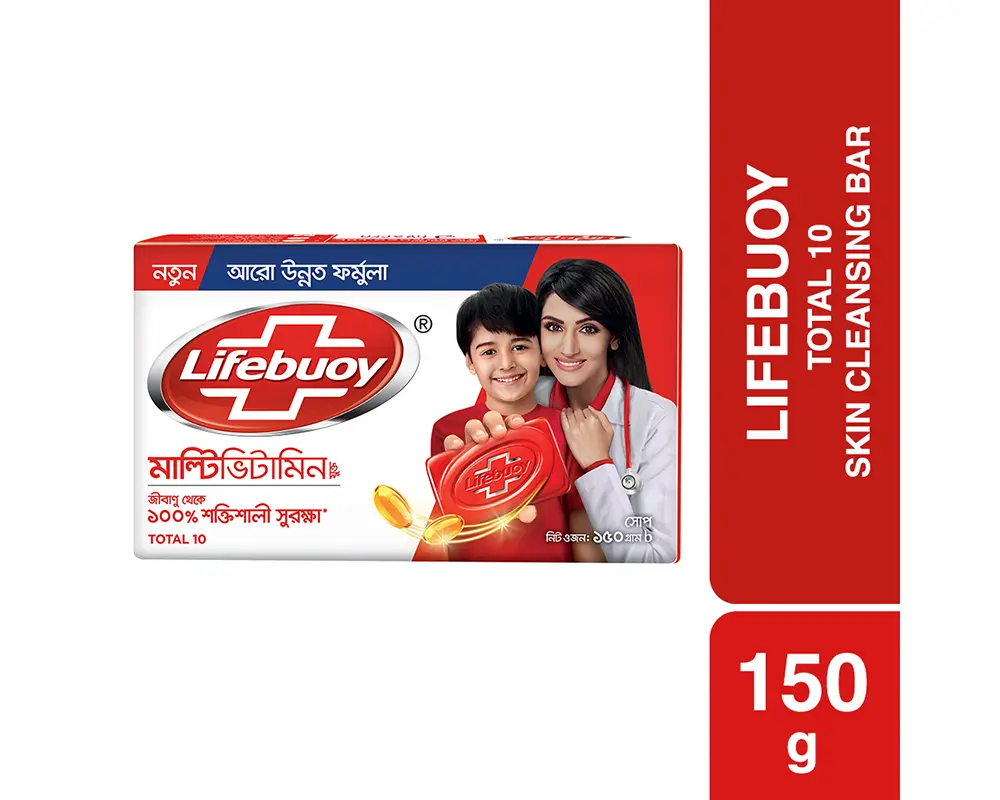 নতুন
আরো উন্নত ফর্মুলা
Lifebuoy
®
মাল্টিভিটামিন
জীবাণু থেকে
১০০% শক্তিশালী সুরক্ষা*
TOTAL 10
Lifebuoy
সোপ
নিট ওজন: ১৫০ গ্রাম b
LIFEBUOY
TOTAL 10
SKIN CLEANSING BAR
150
g